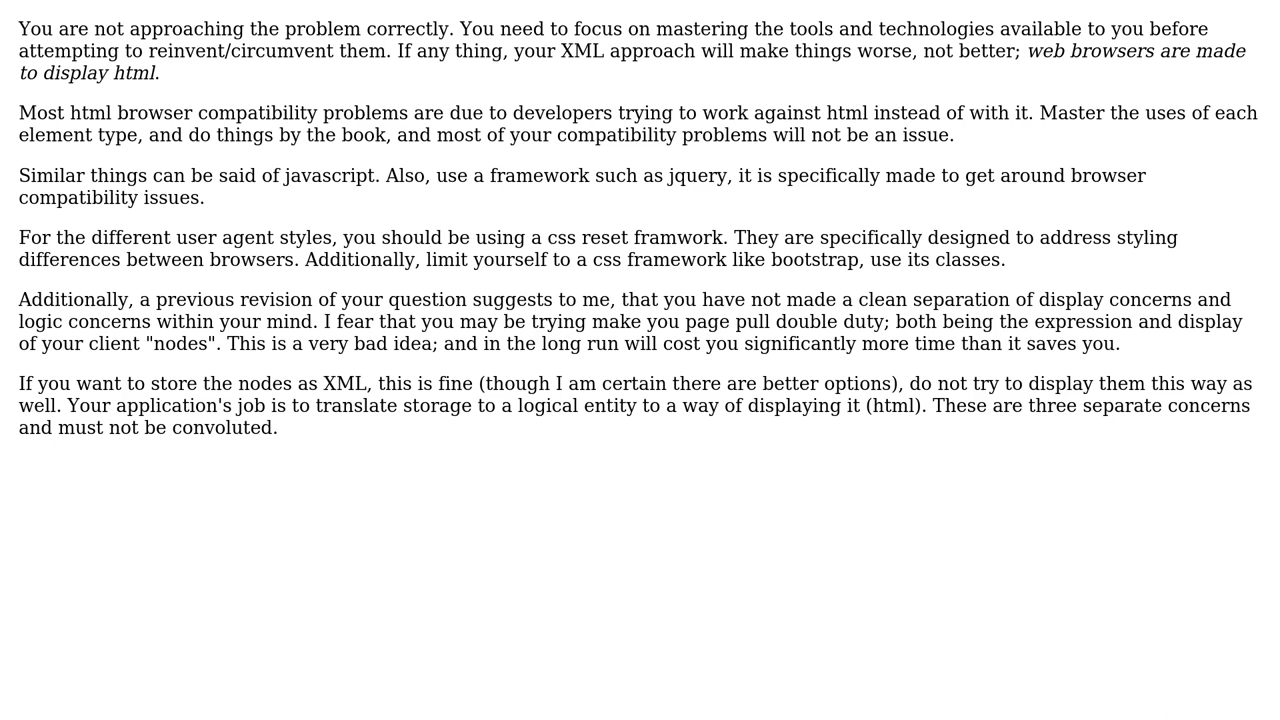 You are not approaching the problem correctly. You need to focus on mastering the tools and technologies available to you before
attempting to reinvent/circumvent them. If any thing, your XML approach will make things worse, not better; web browsers are made
to display html.
Most html browser compatibility problems are due to developers trying to work against html instead of with it. Master the uses of each
element type, and do things by the book, and most of your compatibility problems will not be an issue.
Similar things can be said of javascript. Also, use a framework such as jquery, it is specifically made to get around browser
compatibility issues.
For the different user agent styles, you should be using a css reset framwork. They are specifically designed to address styling
differences between browsers. Additionally, limit yourself to a css framework like bootstrap, use its classes.
Additionally, a previous revision of your question suggests to me, that you have not made a clean separation of display concerns and
logic concerns within your mind. I fear that you may be trying make you page pull double duty; both being the expression and display
of your client "nodes". This is a very bad idea; and in the long run will cost you significantly more time than it saves you.
If you want to store the nodes as XML, this is fine (though I am certain there are better options), do not try to display them this way as
well. Your application's job is to translate storage to a logical entity to a way of displaying it (html). These are three separate concerns
and must not be convoluted.